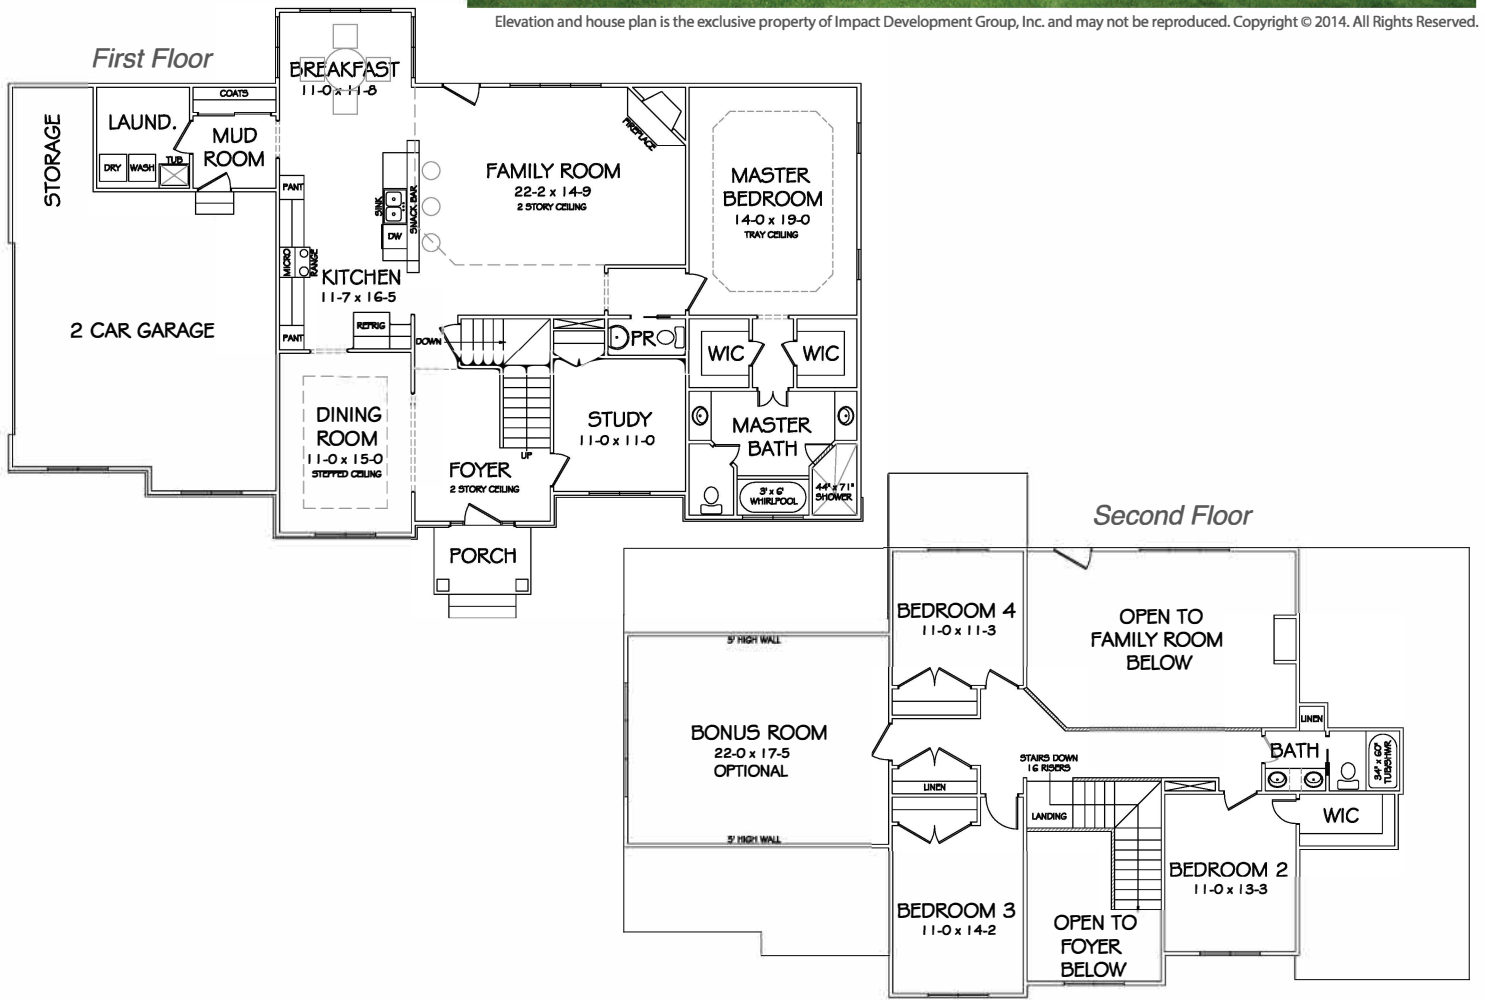 Elevation and house plan is the exclusive property of Impact Development Group, Inc. and may not be reproduced. Copyright © 2014. All Rights Reserved.
First Floor
BREAKFAST
11-0 x 11-8
COATS
STORAGE
LAUND.
MUD
ROOM
DRY
WASH
TUB
PANT
FIREPLACE
FAMILY ROOM
22-2 x 14-9
2 STORY CEILING
MASTER
BEDROOM
14-0 x 19-0
TRAY CEILING
SINK
SNACK BAR
DW
MICRO
RANGE
KITCHEN
11-7 x 16-5
2 CAR GARAGE
PANT
REFRIG
DOWN
PR
WIC
WIC
DINING
ROOM
11-0 x 15-0
STEPPED CEILING
STUDY
11-0 x 11-0
MASTER
BATH
UP
FOYER
2 STORY CEILING
3' x 6'
WHIRLPOOL
44" x 71"
SHOWER
PORCH
Second Floor
BEDROOM 4
11-0 x 11-3
OPEN TO
FAMILY ROOM
BELOW
5' HIGH WALL
BONUS ROOM
22-0 x 17-5
OPTIONAL
LINEN
BATH
34" x 60"
TUB/SHWR
STAIRS DOWN
16 RISERS
LINEN
LANDING
WIC
5' HIGH WALL
BEDROOM 2
11-0 x 13-3
BEDROOM 3
11-0 x 14-2
OPEN TO
FOYER
BELOW